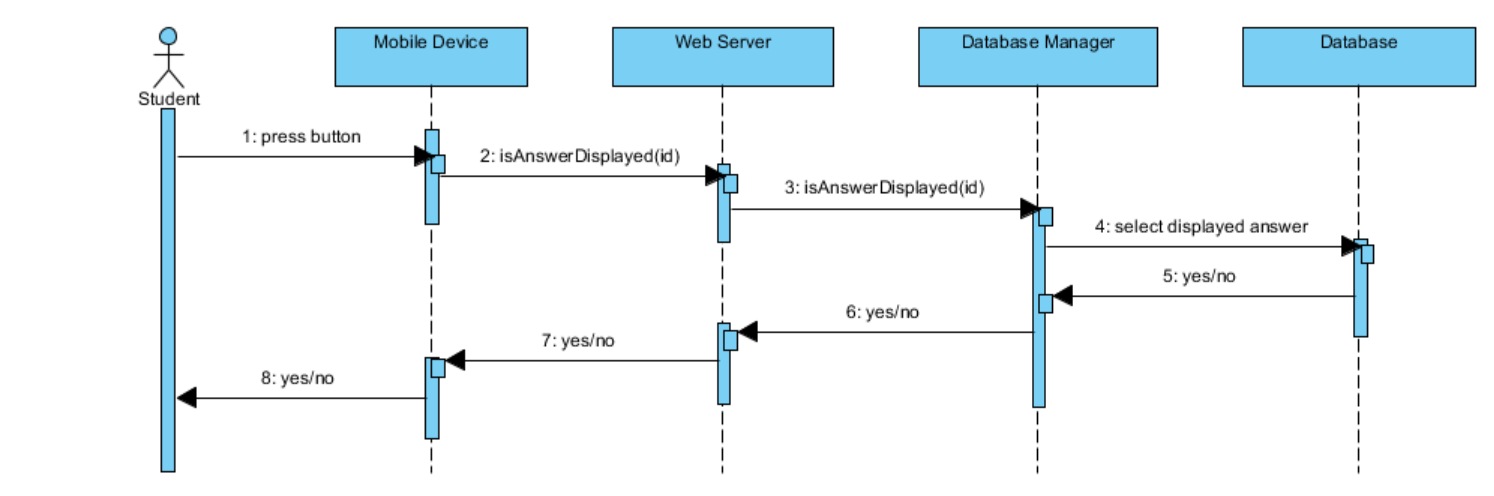 Mobile Device
Web Server
Database Manager
Database
Student
1: press button
2: isAnswerDisplayed(id)
3: isAnswerDisplayed(id)
4: select displayed answer
5: yes/no
6: yes/no
7: yes/no
8: yes/no